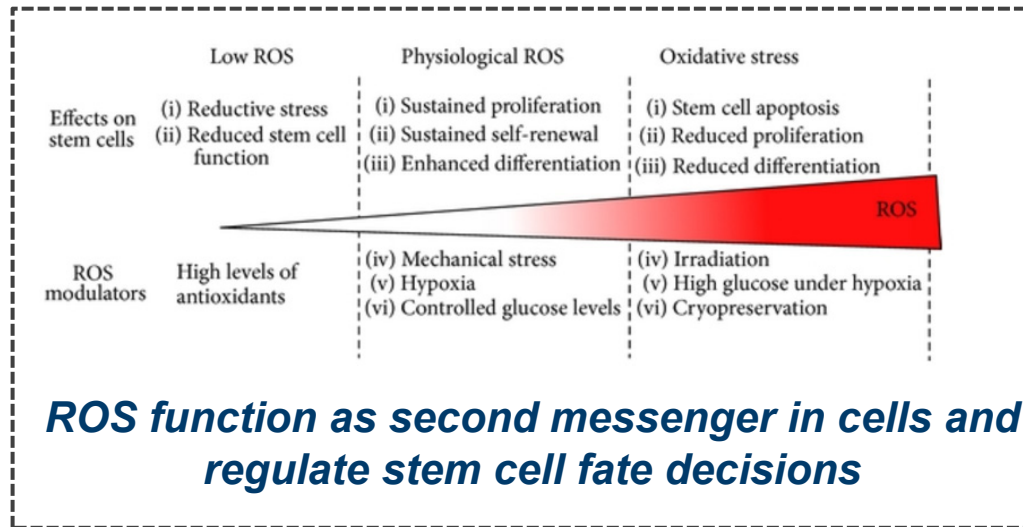 Low ROS
Physiological ROS
Oxidative stress
Effects on
stem cells
(i) Reductive stress
(ii) Reduced stem cell
function
(i) Sustained proliferation
(ii) Sustained self-renewal
(iii) Enhanced differentiation
(i) Stem cell apoptosis
(ii) Reduced proliferation
(iii) Reduced differentiation
ROS
ROS
modulators
High levels of
antioxidants
(iv) Mechanical stress
(v) Hypoxia
(vi) Controlled glucose levels
(iv) Irradiation
(v) High glucose under hypoxia
(vi) Cryopreservation
ROS function as second messenger in cells and
regulate stem cell fate decisions